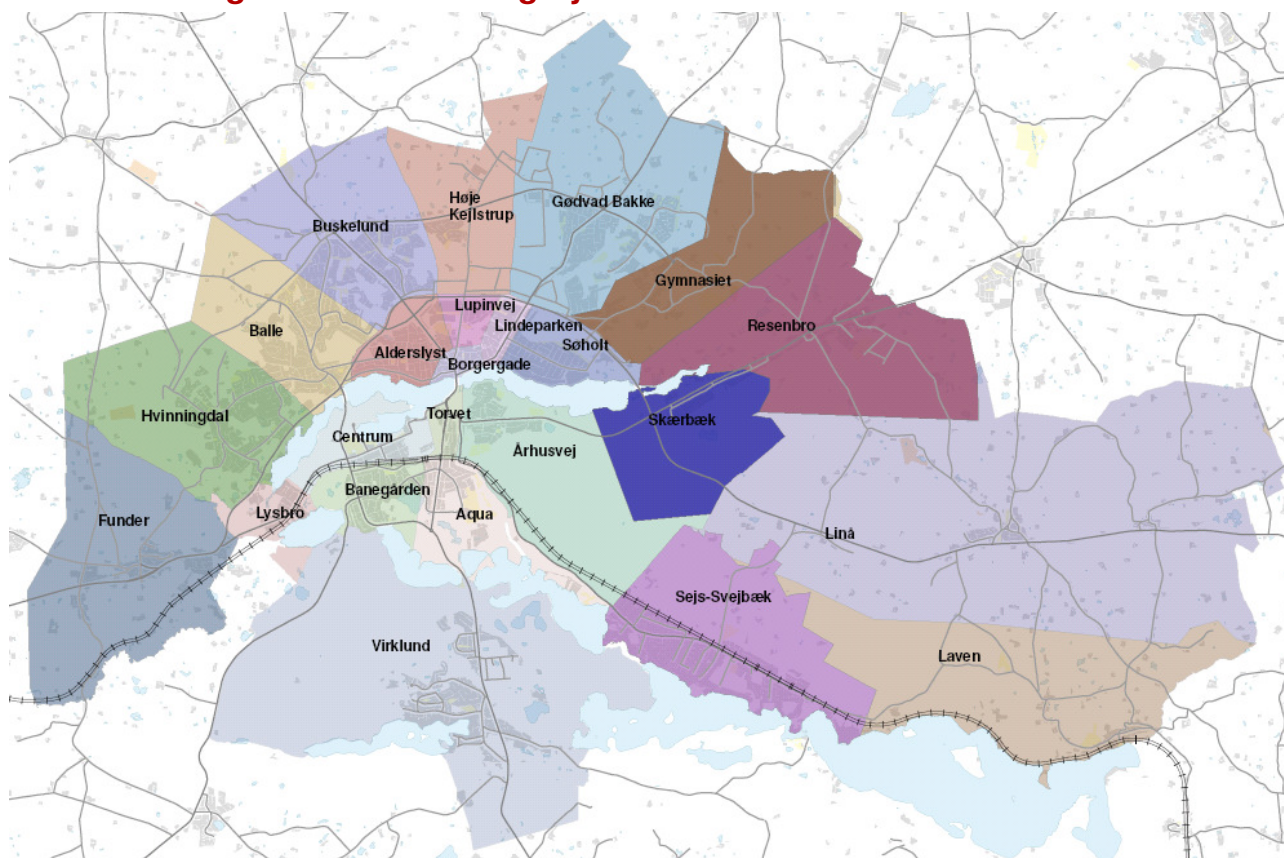 Høje
Kejlstrup
Gødvad Bakke
Buskelund
Gymnasiet
Lupinvej
Lindeparken
Resenbro
Balle
Søholt
Alderslyst
Borgergade
Hvinningdal
Torvet
Skærbæk
Centrum
Århusvej
Banegården
Lysbro
Aqua
Funder
Linå
Sejs-Svejbæk
Virklund
Laven